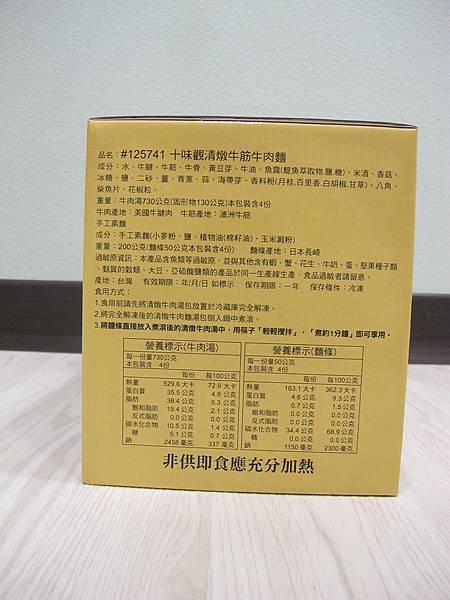 品名：#125741 十味觀清燉牛筋牛肉麵
成分：水、牛腱、牛筋、牛骨、黃豆芽、牛油、魚露(鯷魚萃取物.鹽.糖)、米酒、香菇、
冰糖、鹽、二砂、薑、青蔥、蒜、海帶芽、香料粉(月桂.百里香.白胡椒.甘草)、八角、
柴魚片、花椒粒。
重量：牛肉湯730公克(固形物130公克)本包裝含4份
牛肉產地：美國牛腱肉 牛筋產地：澳洲牛筋
手工素麵
成分：手工素麵(小麥粉、鹽、植物油(棉籽油)、玉米澱粉)
重量：200公克(麵條50公克本包裝含4份) 麵條產地：日本長崎
過敏原資訊：本產品含魚類等過敏原，並與其他含有蝦、蟹、花生、牛奶、蛋、堅果種子類
、麩質的穀類、大豆、亞硫酸鹽類的產品於同一生產線生產，食品過敏者請留意。
產地：台灣 有效期限：年/月/日 如標示 保存期限：一年 保存條件：冷凍
食用方式：
1.食用前請先將清燉牛肉湯包放置於冷藏庫完全解凍。
2.將完全解凍後的清燉牛肉麵湯包倒入鍋中煮滾。
3.將麵條直接放入煮滾後的清燉牛肉湯中，用筷子「輕輕攪拌」，「煮約1分鐘」即可享用。
營養標示(牛肉湯)
每一份量730公克
本包裝含 4份
每份 每100公克
熱量 529.6 大卡 72.9 大卡
蛋白質 35.5 公克 4.9 公克
脂肪 38.4 公克 5.3 公克
飽和脂肪 15.4 公克 2.1 公克
反式脂肪 0.0 公克 0.0 公克
碳水化合物 10.5 公克 1.4 公克
糖 5.1 公克 0.7 公克
鈉 2458 毫克 337 毫克
營養標示(麵條)
每一份量50公克
本包裝含 4份
每份 每100公克
熱量 163.1 大卡 362.3 大卡
蛋白質 4.6 公克 9.3 公克
脂肪 0.7 公克 1.5 公克
飽和脂肪 0.0 公克 0.0 公克
反式脂肪 0.0 公克 0.0 公克
碳水化合物 34.4 公克 68.9 公克
糖 0.0 公克 0.0 公克
鈉 1150 毫克 2300 毫克
非供即食應充分加熱